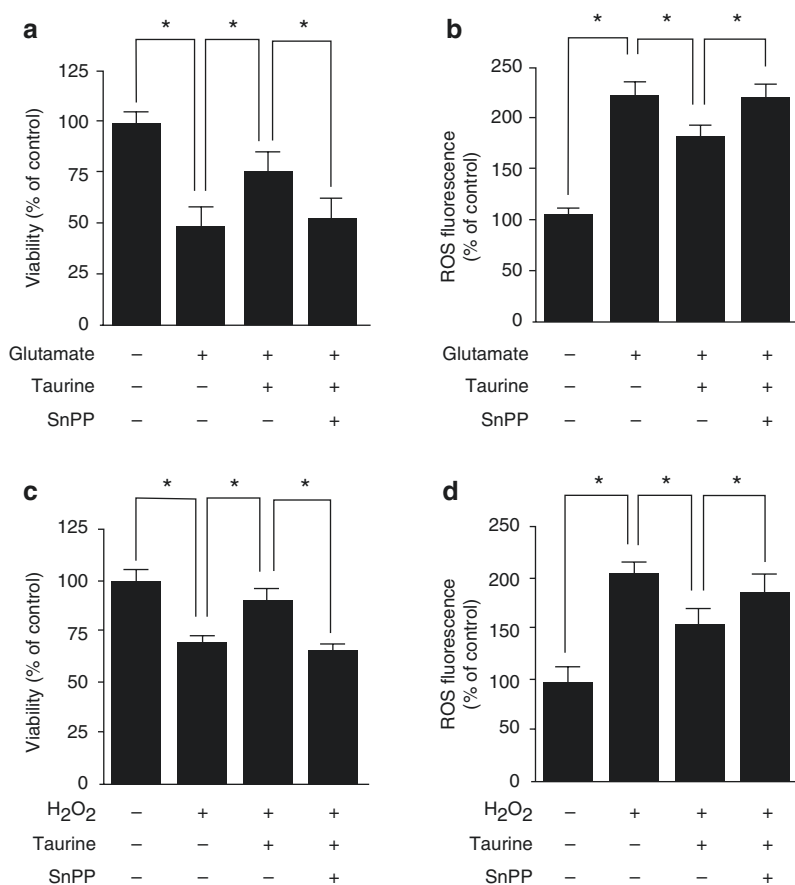 a
* * *
125
100
75
50
25
0
Viability (% of control)
Glutamate – + + +
Taurine – – + +
SnPP – – – +
b
* * *
250
200
150
100
50
0
ROS fluorescence
(% of control)
Glutamate – + + +
Taurine – – + +
SnPP – – – +
c
* * *
125
100
75
50
25
0
Viability (% of control)
H₂O₂ – + + +
Taurine – – + +
SnPP – – – +
d
* * *
250
200
150
100
50
0
ROS fluorescence
(% of control)
H₂O₂ – + + +
Taurine – – + +
SnPP – – – +